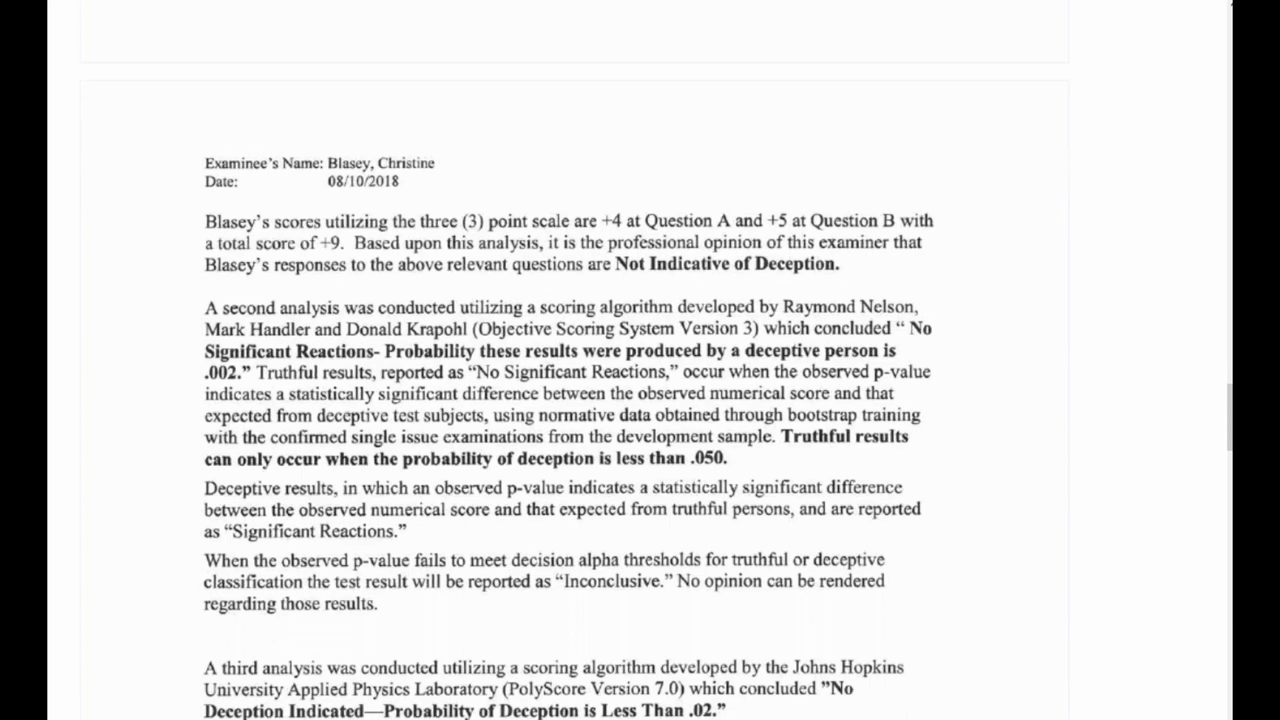 Examinee's Name: Blasey, Christine
Date: 08/10/2018
Blasey's scores utilizing the three (3) point scale are +4 at Question A and +5 at Question B with
a total score of +9. Based upon this analysis, it is the professional opinion of this examiner that
Blasey's responses to the above relevant questions are Not Indicative of Deception.
A second analysis was conducted utilizing a scoring algorithm developed by Raymond Nelson,
Mark Handler and Donald Krapohl (Objective Scoring System Version 3) which concluded “ No
Significant Reactions- Probability these results were produced by a deceptive person is
.002.” Truthful results, reported as “No Significant Reactions,” occur when the observed p-value
indicates a statistically significant difference between the observed numerical score and that
expected from deceptive test subjects, using normative data obtained through bootstrap training
with the confirmed single issue examinations from the development sample. Truthful results
can only occur when the probability of deception is less than .050.
Deceptive results, in which an observed p-value indicates a statistically significant difference
between the observed numerical score and that expected from truthful persons, and are reported
as “Significant Reactions.”
When the observed p-value fails to meet decision alpha thresholds for truthful or deceptive
classification the test result will be reported as “Inconclusive.” No opinion can be rendered
regarding those results.
A third analysis was conducted utilizing a scoring algorithm developed by the Johns Hopkins
University Applied Physics Laboratory (PolyScore Version 7.0) which concluded ”No
Deception Indicated—Probability of Deception is Less Than .02.”